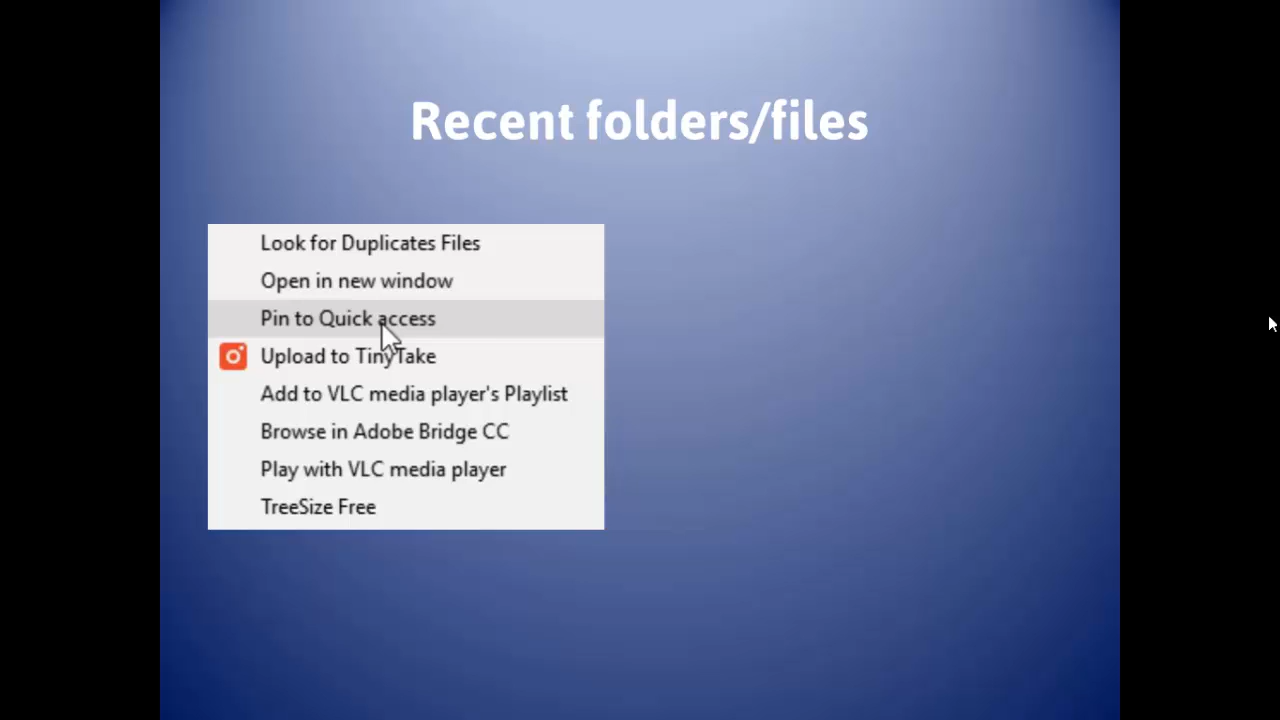 Recent folders/files
Look for Duplicates Files
Open in new window
Pin to Quick access
Upload to TinyTake
Add to VLC media player's Playlist
Browse in Adobe Bridge CC
Play with VLC media player
TreeSize Free